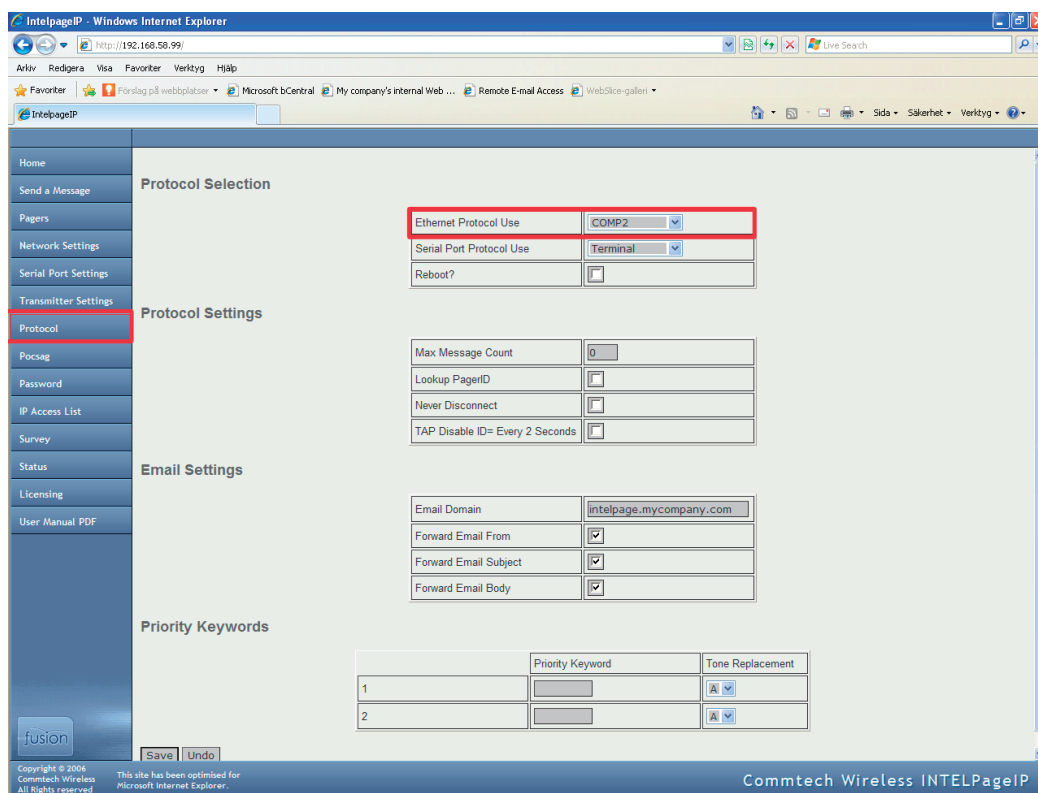 IntelpageIP - Windows Internet Explorer
http://192.168.58.99/
Live Search
Arkiv Redigera Visa Favoriter Verktyg Hjälp
Favoriter Förslag på webbplatser Microsoft bCentral My company's internal Web ... Remote E-mail Access WebSlice-galleri
IntelpageIP
Sida Säkerhet Verktyg
Home
Send a Message
Pagers
Network Settings
Serial Port Settings
Transmitter Settings
Protocol
Pocsag
Password
IP Access List
Survey
Status
Licensing
User Manual PDF
Protocol Selection
Ethernet Protocol Use COMP2
Serial Port Protocol Use Terminal
Reboot?
Protocol Settings
Max Message Count 0
Lookup PagerID
Never Disconnect
TAP Disable ID= Every 2 Seconds
Email Settings
Email Domain intelpage.mycompany.com
Forward Email From
Forward Email Subject
Forward Email Body
Priority Keywords
Priority Keyword Tone Replacement
1 A
2 A
Save Undo
fusion
Copyright © 2006
Commtech Wireless
All Rights reserved
This site has been optimised for
Microsoft Internet Explorer.
Commtech Wireless INTELPageIP